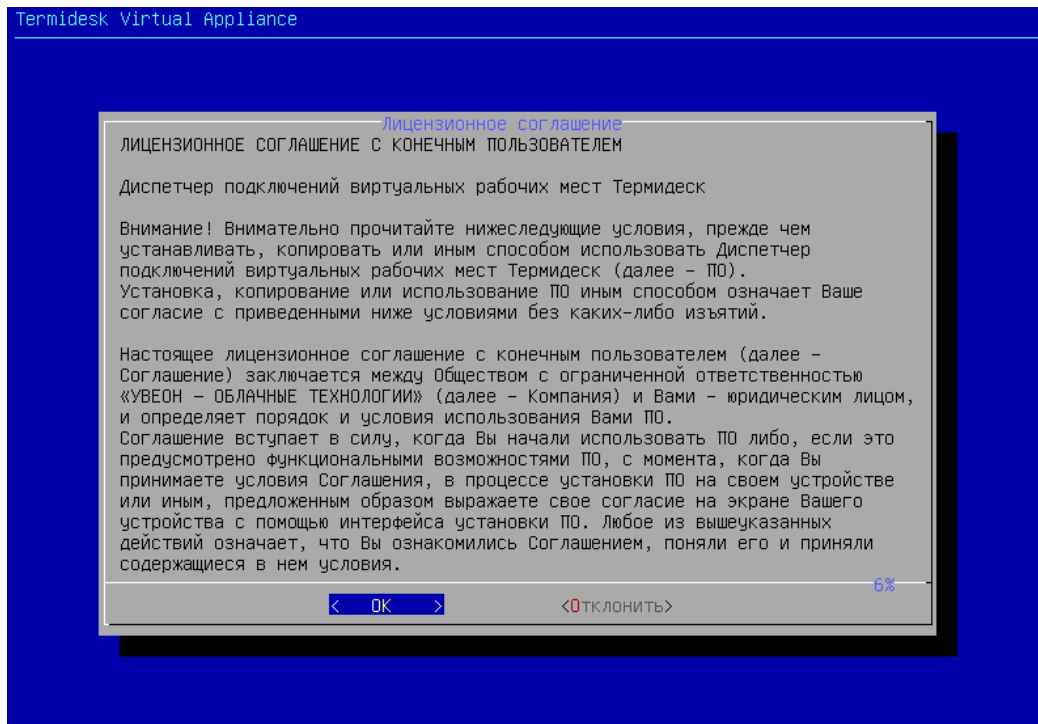 Termidesk Virtual Appliance
Лицензионное соглашение
ЛИЦЕНЗИОННОЕ СОГЛАШЕНИЕ С КОНЕЧНЫМ ПОЛЬЗОВАТЕЛЕМ
Диспетчер подключений виртуальных рабочих мест Термидеск
Внимание! Внимательно прочитайте нижеследующие условия, прежде чем
устанавливать, копировать или иным способом использовать Диспетчер
подключений виртуальных рабочих мест Термидеск (далее – ПО).
Установка, копирование или использование ПО иным способом означает Ваше
согласие с приведенными ниже условиями без каких-либо изъятий.
Настоящее лицензионное соглашение с конечным пользователем (далее –
Соглашение) заключается между Обществом с ограниченной ответственностью
«УВЕОН – ОБЛАЧНЫЕ ТЕХНОЛОГИИ» (далее – Компания) и Вами – юридическим лицом,
и определяет порядок и условия использования Вами ПО.
Соглашение вступает в силу, когда Вы начали использовать ПО либо, если это
предусмотрено функциональными возможностями ПО, с момента, когда Вы
принимаете условия Соглашения, в процессе установки ПО на своем устройстве
или иным, предложенным образом выражаете свое согласие на экране Вашего
устройства с помощью интерфейса установки ПО. Любое из вышеуказанных
действий означает, что Вы ознакомились Соглашением, поняли его и приняли
содержащиеся в нем условия.
6%
<  OK  > <Отклонить>